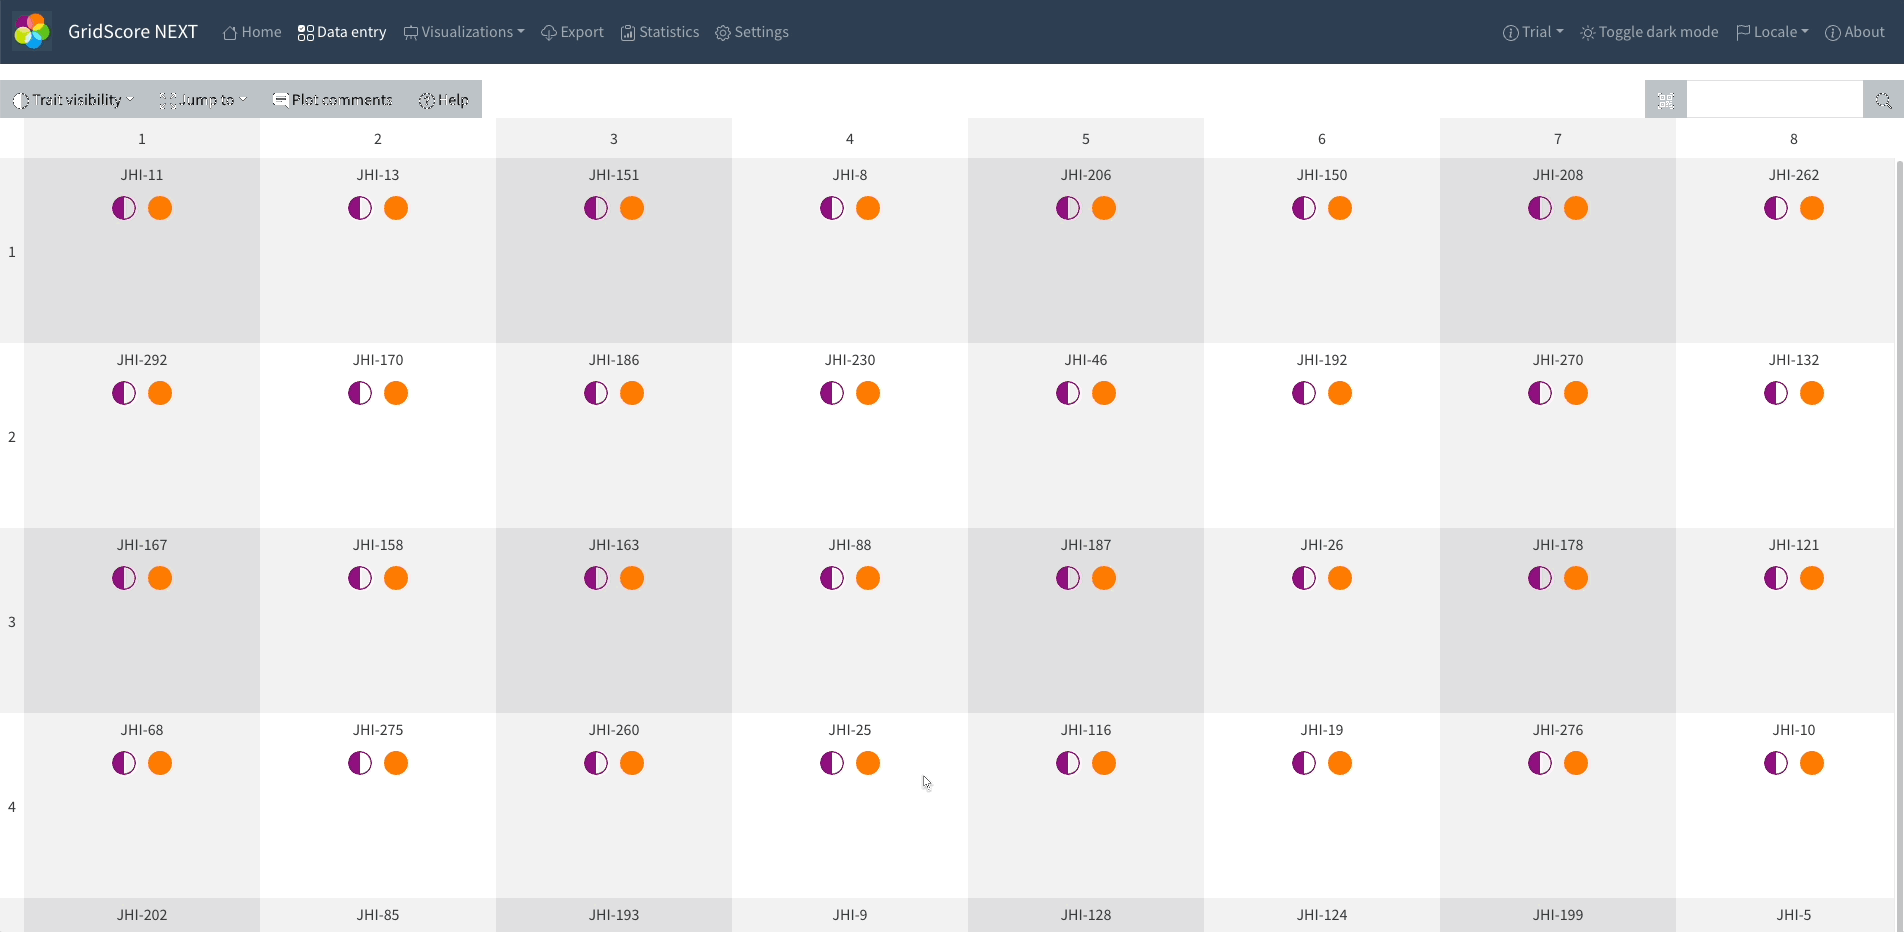 GridScore NEXT Home Data entry Visualizations Export Statistics Settings Trial Toggle dark mode Locale About
Trait visibility Jump to Plot comments Help
1 2 3 4 5 6 7 8
JHI-11 JHI-13 JHI-151 JHI-8 JHI-206 JHI-150 JHI-208 JHI-262
1
JHI-292 JHI-170 JHI-186 JHI-230 JHI-46 JHI-192 JHI-270 JHI-132
2
JHI-167 JHI-158 JHI-163 JHI-88 JHI-187 JHI-26 JHI-178 JHI-121
3
JHI-68 JHI-275 JHI-260 JHI-25 JHI-116 JHI-19 JHI-276 JHI-10
4
JHI-202 JHI-85 JHI-193 JHI-9 JHI-128 JHI-124 JHI-199 JHI-5